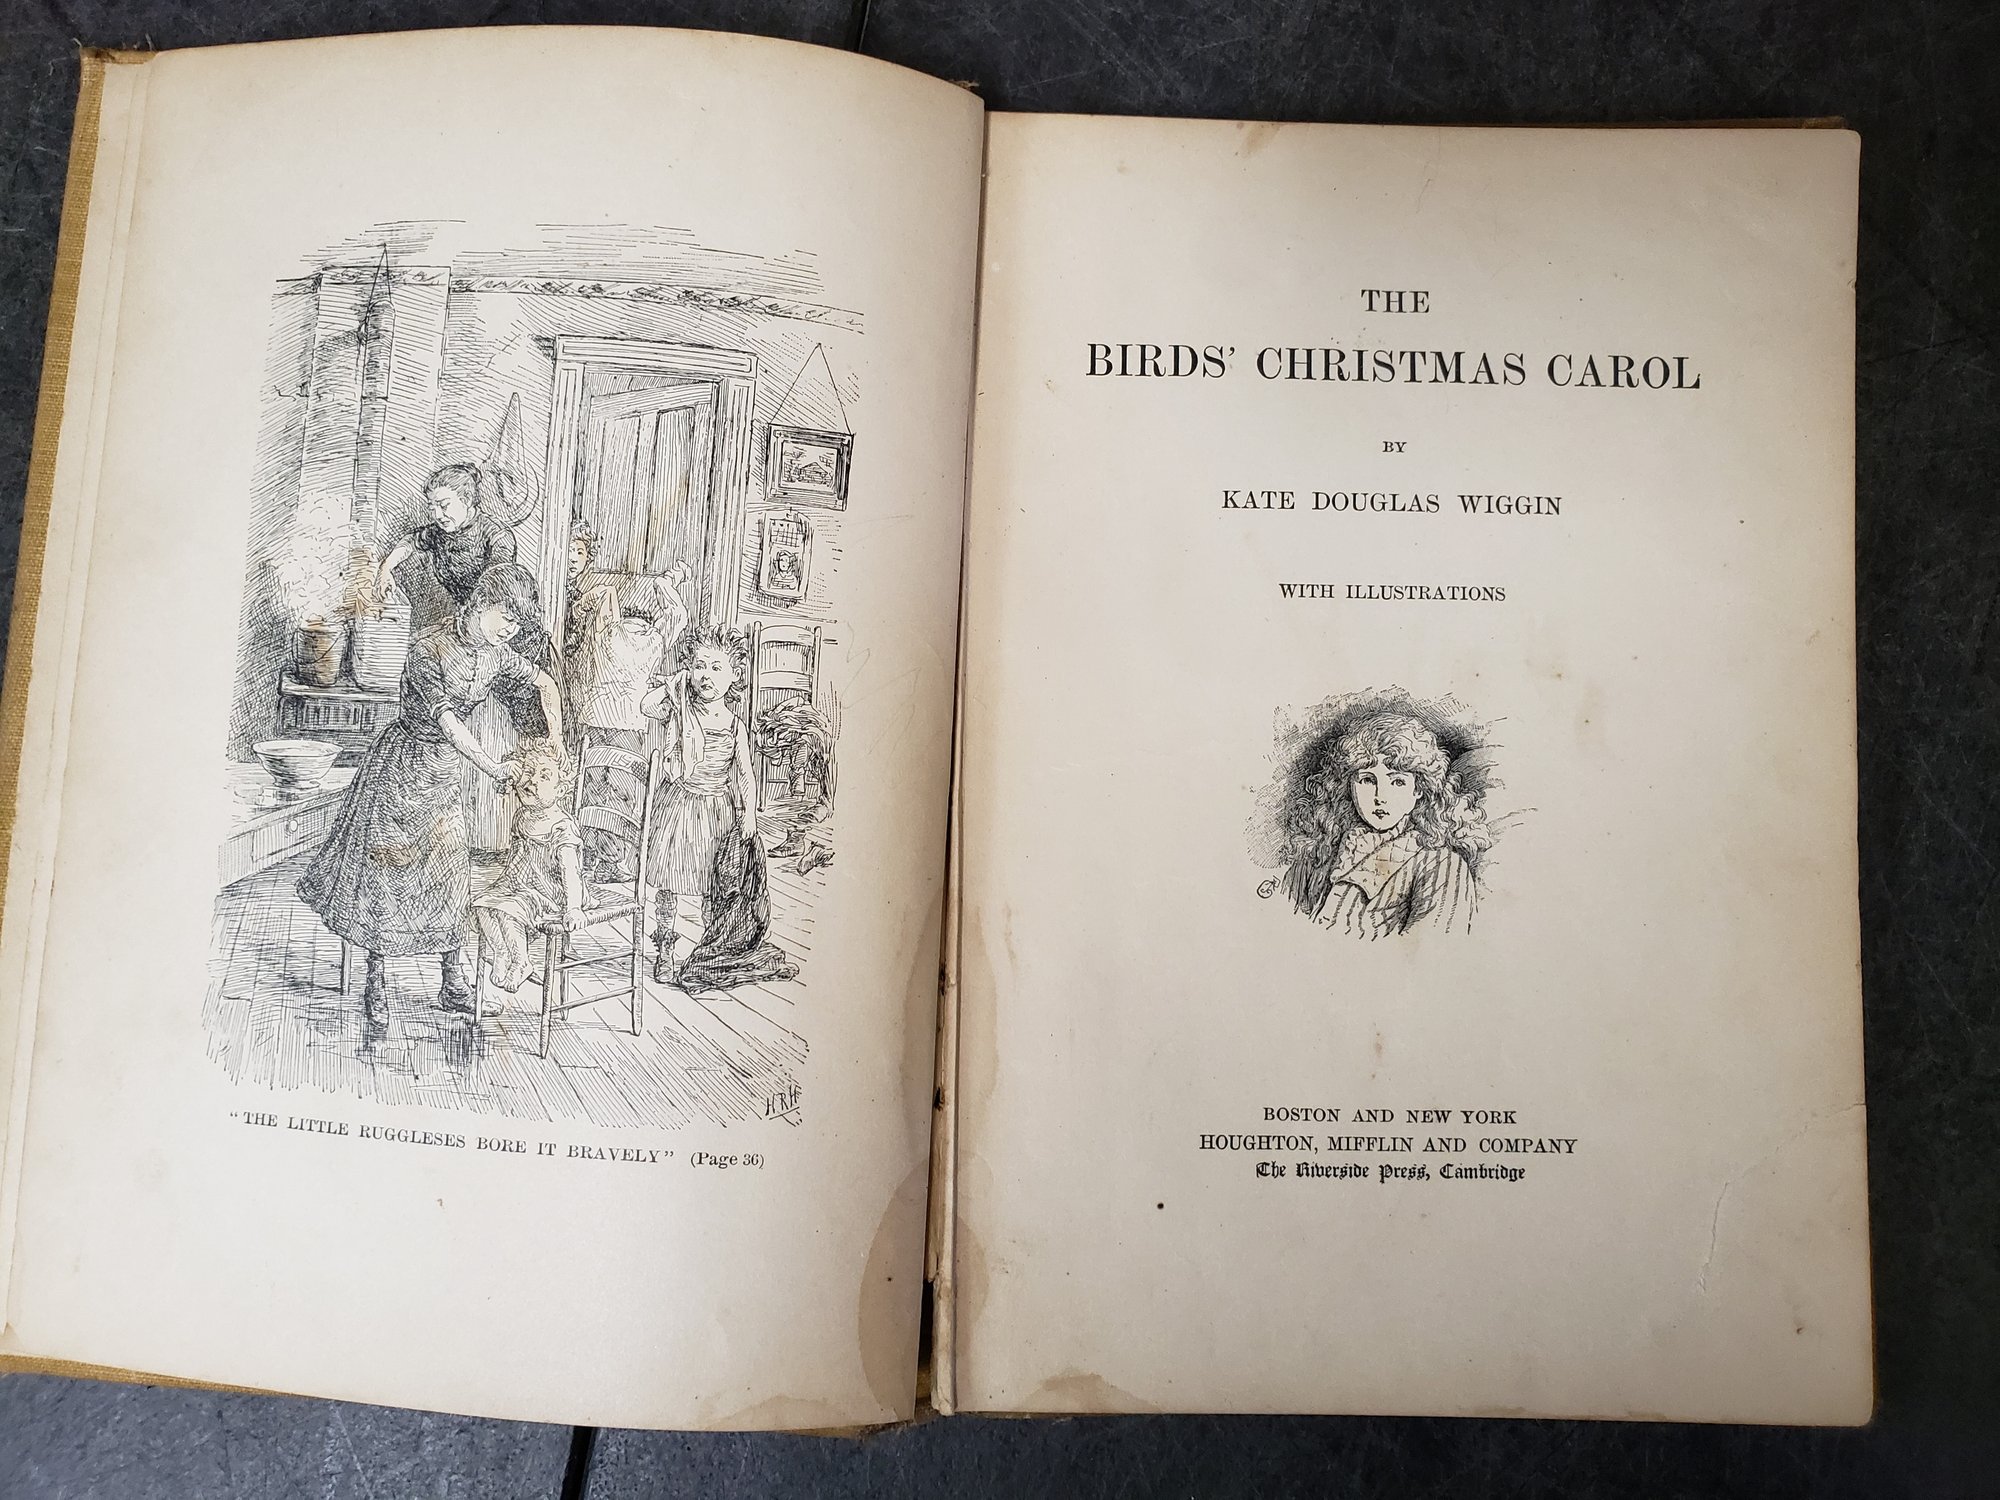 HRH
"THE LITTLE RUGGLESES BORE IT BRAVELY" (Page 36)
THE
BIRDS' CHRISTMAS CAROL
BY
KATE DOUGLAS WIGGIN
WITH ILLUSTRATIONS
BOSTON AND NEW YORK
HOUGHTON, MIFFLIN AND COMPANY
The Riverside Press, Cambridge